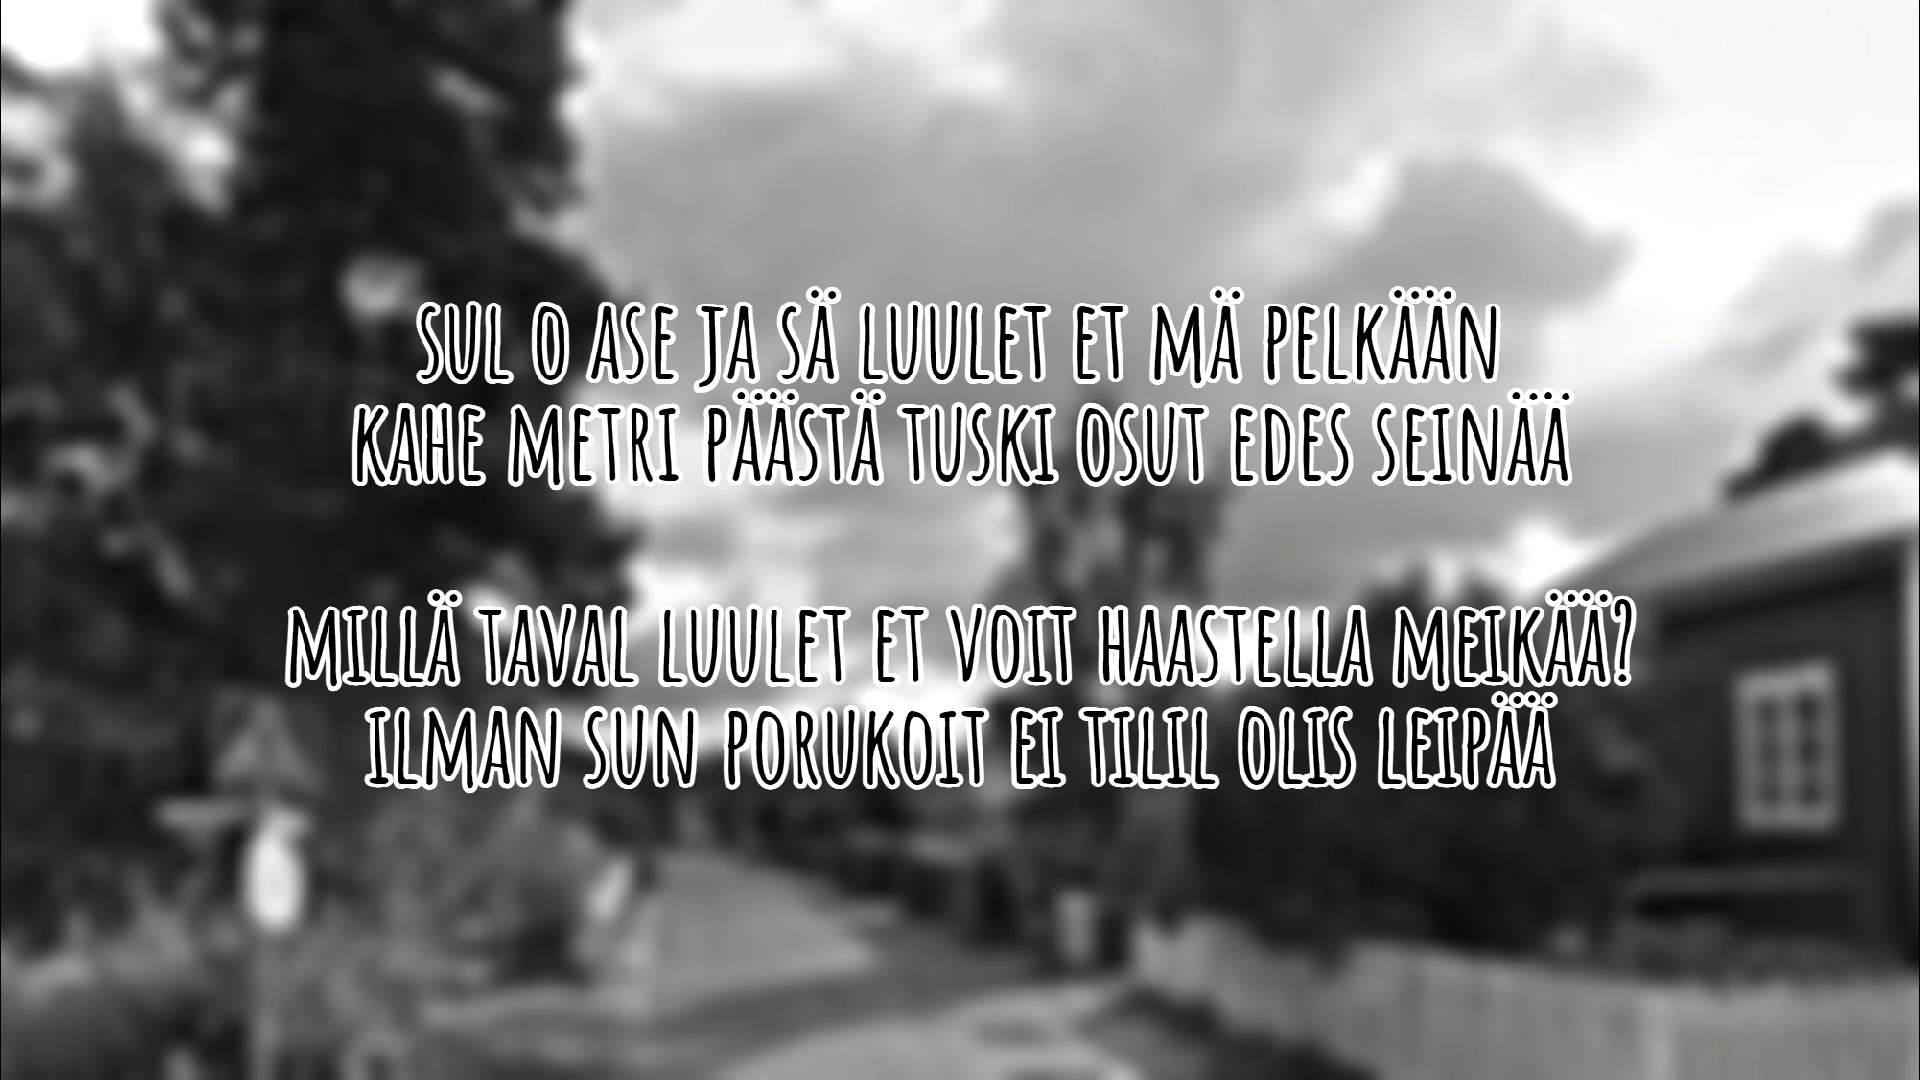 SUL O ASE JA SÄ LUULET ET MÄ PELKÄÄN
KAHE METRI PÄÄSTÄ TUSKI OSUT EDES SEINÄÄ
MILLÄ TAVAL LUULET ET VOIT HAASTELLA MEIKÄÄ?
ILMAN SUN PORUKOIT EI TILIL OLIS LEIPÄÄ